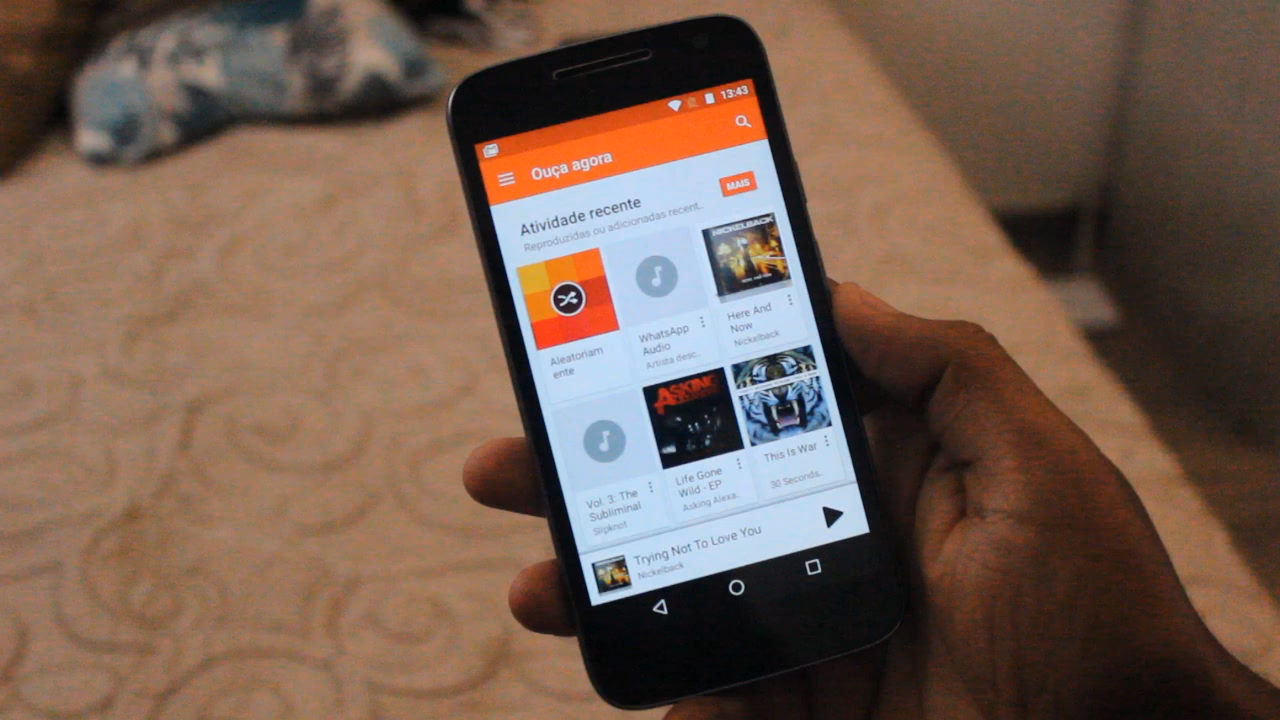 13:43
Ouça agora
Atividade recente
MAIS
Reproduzidas ou adicionadas recent..
Aleatoriam
ente
WhatsApp
Audio
Artista desc..
NICKELBACK
Here And
Now
Nickelback
Vol. 3: The
Subliminal
Slipknot
ASKING
Life Gone
Wild - EP
Asking Alexa..
This Is War
30 Seconds..
Trying Not To Love You
Nickelback